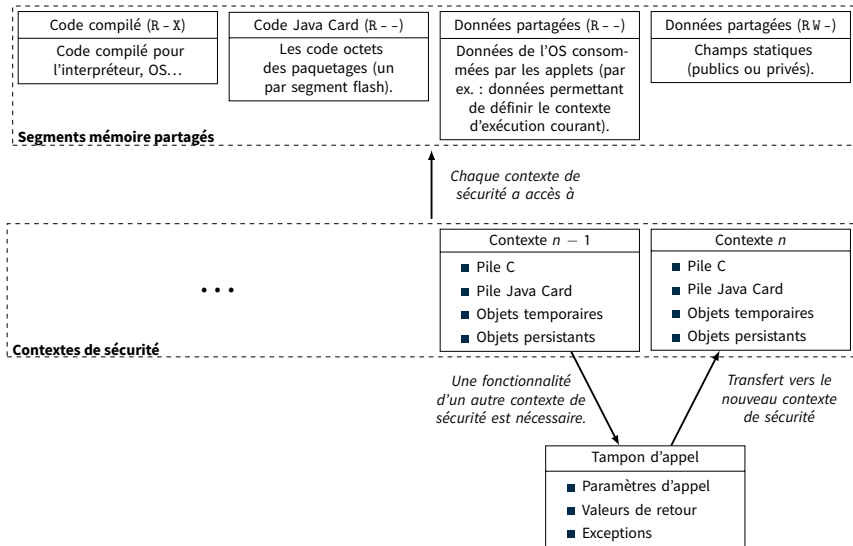 Code compilé (R - X)
Code compilé pour
l'interpréteur, OS…
Code Java Card (R - -)
Les code octets
des paquetages (un
par segment flash).
Données partagées (R - -)
Données de l'OS consom-
mées par les applets (par
ex. : données permettant
de définir le contexte
d'exécution courant).
Données partagées (R W -)
Champs statiques
(publics ou privés).
Segments mémoire partagés
Chaque contexte de
sécurité a accès à
Contexte n − 1
Pile C
Pile Java Card
Objets temporaires
Objets persistants
Contexte n
Pile C
Pile Java Card
Objets temporaires
Objets persistants
• • •
Contextes de sécurité
Une fonctionnalité
d'un autre contexte de
sécurité est nécessaire.
Transfert vers le
nouveau contexte
de sécurité
Tampon d'appel
Paramètres d'appel
Valeurs de retour
Exceptions